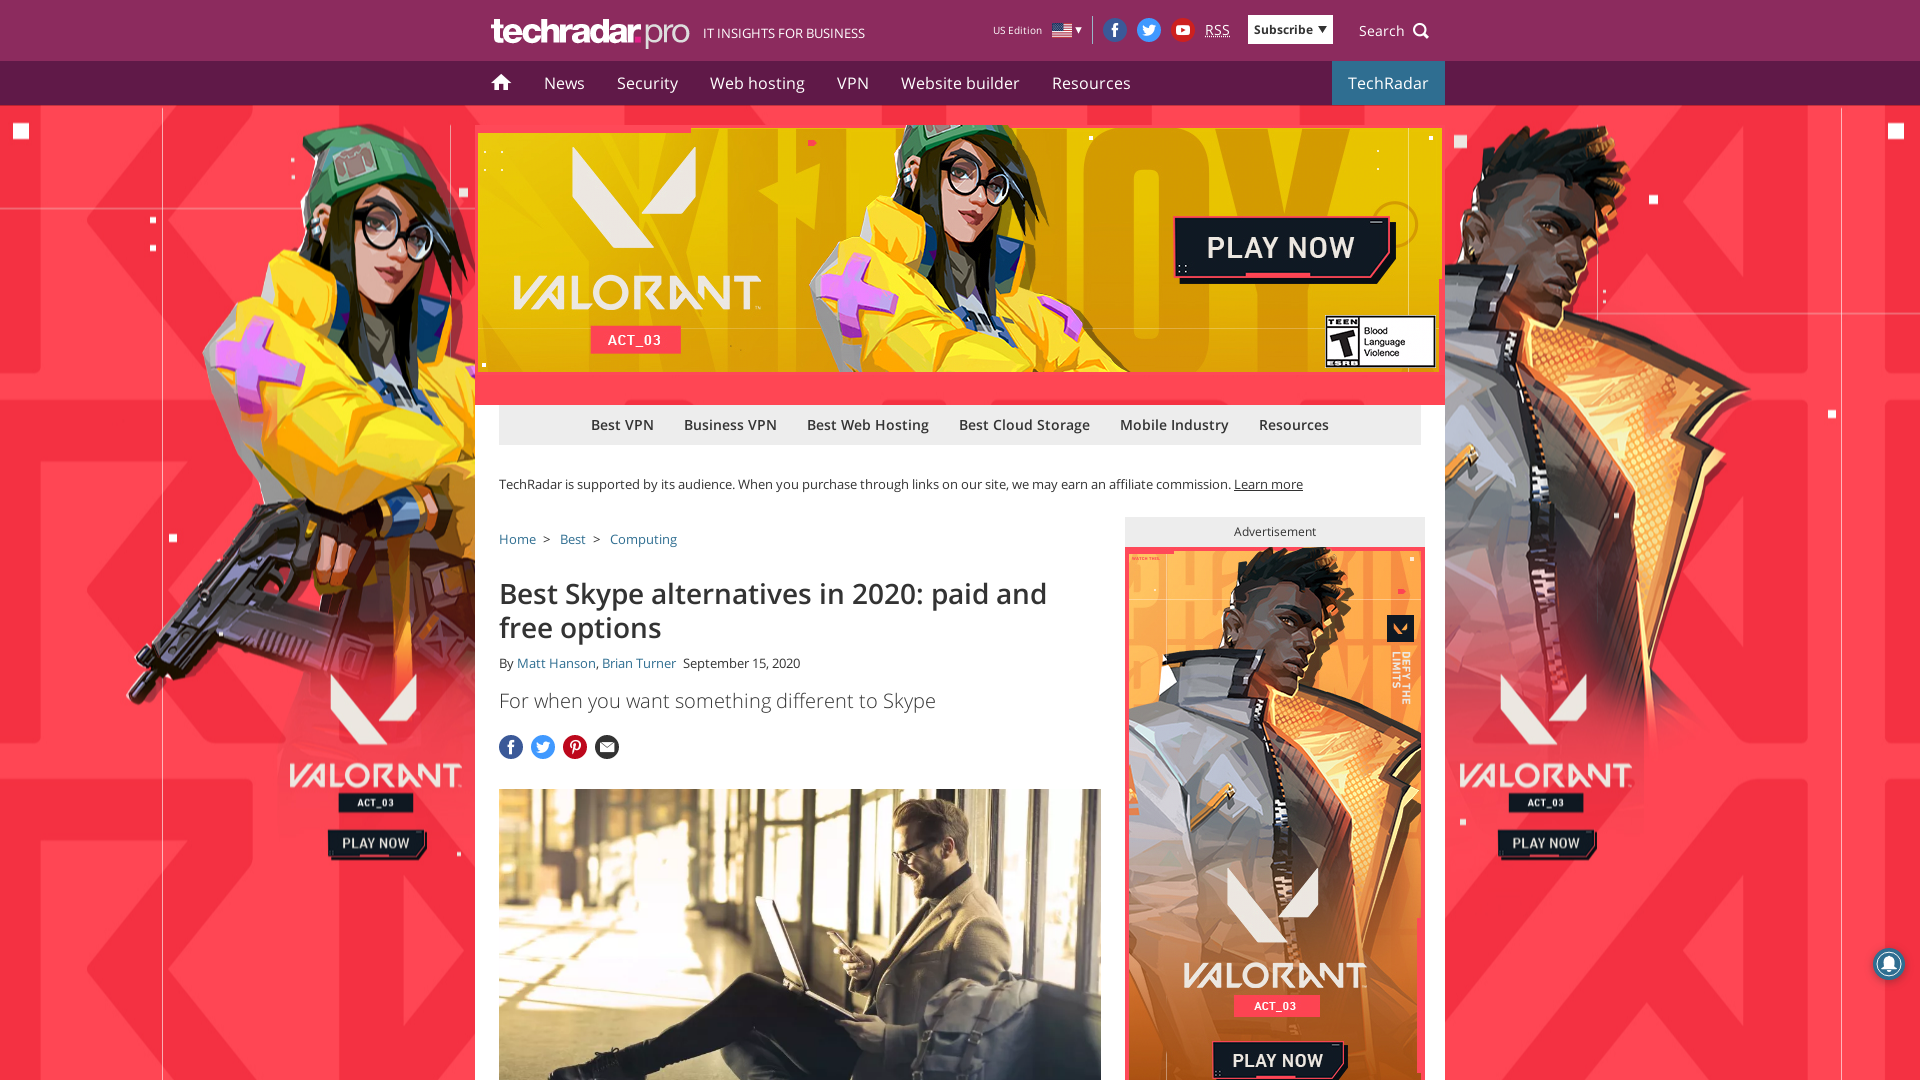 techradar.pro IT INSIGHTS FOR BUSINESS
US Edition
RSS
Subscribe
Search
News
Security
Web hosting
VPN
Website builder
Resources
TechRadar
VALORANT
ACT_03
PLAY NOW
TEEN
T
ESRB
Blood
Language
Violence
Best VPN
Business VPN
Best Web Hosting
Best Cloud Storage
Mobile Industry
Resources
TechRadar is supported by its audience. When you purchase through links on our site, we may earn an affiliate commission. Learn more
Home > Best > Computing
Advertisement
Best Skype alternatives in 2020: paid and
free options
By Matt Hanson, Brian Turner September 15, 2020
For when you want something different to Skype
DEFY THE
LIMITS
VALORANT
ACT_03
PLAY NOW
VALORANT
ACT_03
PLAY NOW
VALORANT
ACT_03
PLAY NOW